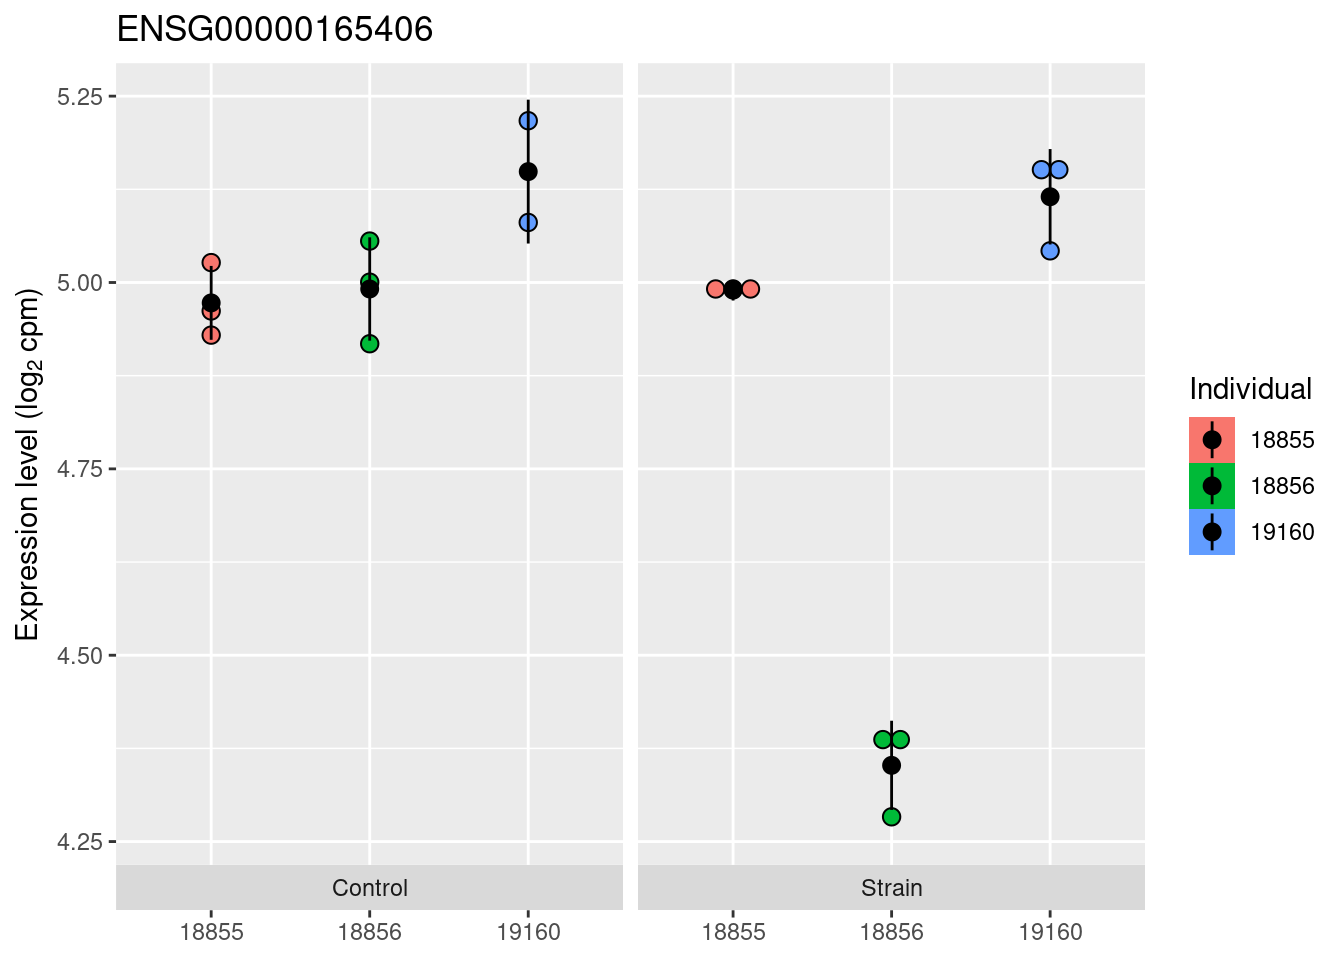 ENSG00000165406
Expression level (log₂ cpm)
5.25
5.00
4.75
4.50
4.25
Control
Strain
18855
18856
19160
18855
18856
19160
Individual
18855
18856
19160